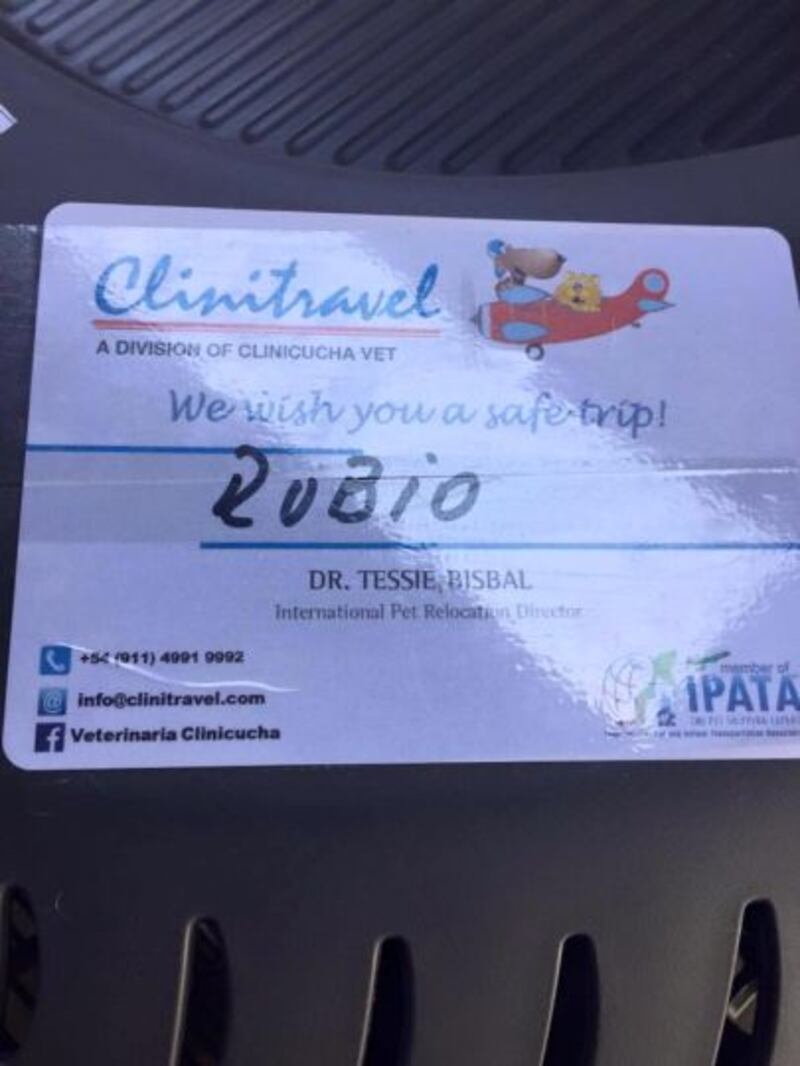 Clinitravel
A DIVISION OF CLINICUCHA VET
We wish you a safe trip!
RuBio
DR. TESSIE BISBAL
International Pet Relocation Director
+54 (911) 4991 9992
info@clinitravel.com
Veterinaria Clinicucha
member of
IPATA